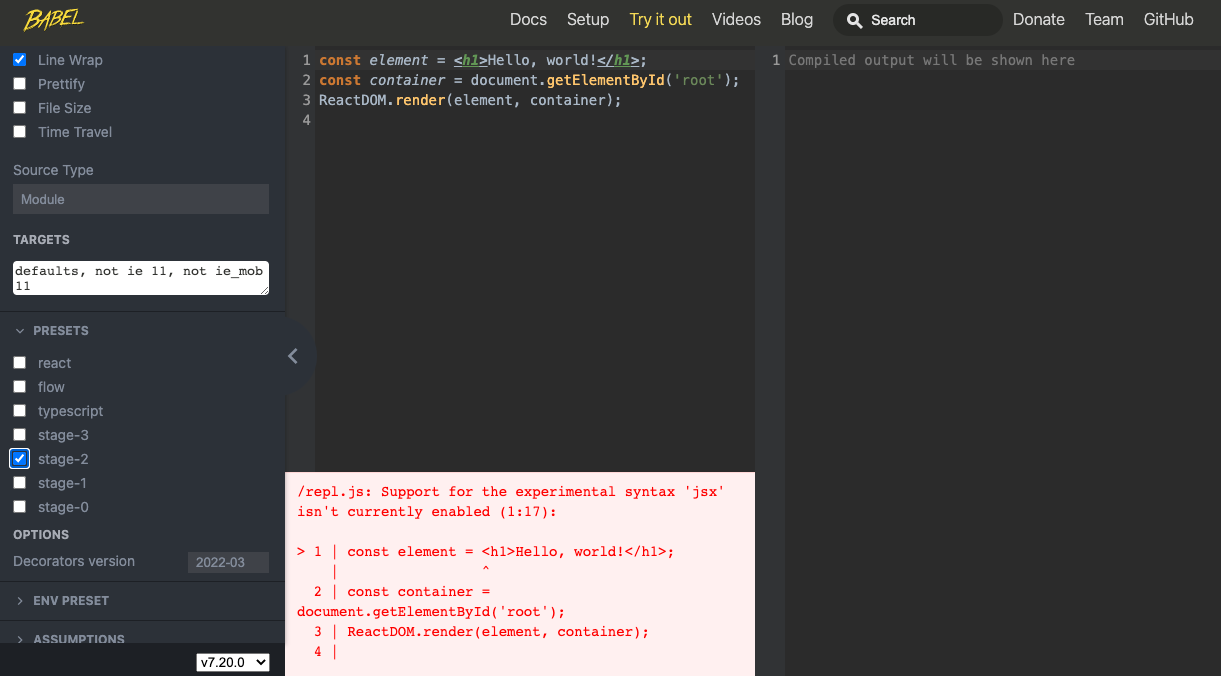 BABEL
Docs Setup Try it out Videos Blog Search Donate Team GitHub
Line Wrap
Prettify
File Size
Time Travel
Source Type
Module
TARGETS
defaults, not ie 11, not ie_mob
11
PRESETS
react
flow
typescript
stage-3
stage-2
stage-1
stage-0
OPTIONS
Decorators version 2022-03
ENV PRESET
ASSUMPTIONS
v7.20.0
1 const element = <h1>Hello, world!</h1>;
2 const container = document.getElementById('root');
3 ReactDOM.render(element, container);
4
/repl.js: Support for the experimental syntax 'jsx'
isn't currently enabled (1:17):
> 1 | const element = <h1>Hello, world!</h1>;
| ^
2 | const container =
document.getElementById('root');
3 | ReactDOM.render(element, container);
4 |
1 Compiled output will be shown here